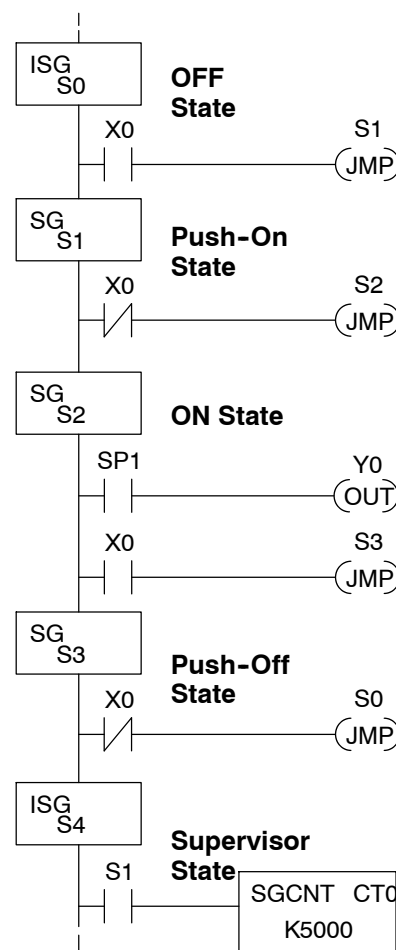 ISG
S0
OFF
State
X0
S1
JMP
SG
S1
Push-On
State
X0
S2
JMP
SG
S2
ON State
SP1
Y0
OUT
X0
S3
JMP
SG
S3
Push-Off
State
X0
S0
JMP
ISG
S4
Supervisor
State
S1
SGCNT CT0
K5000